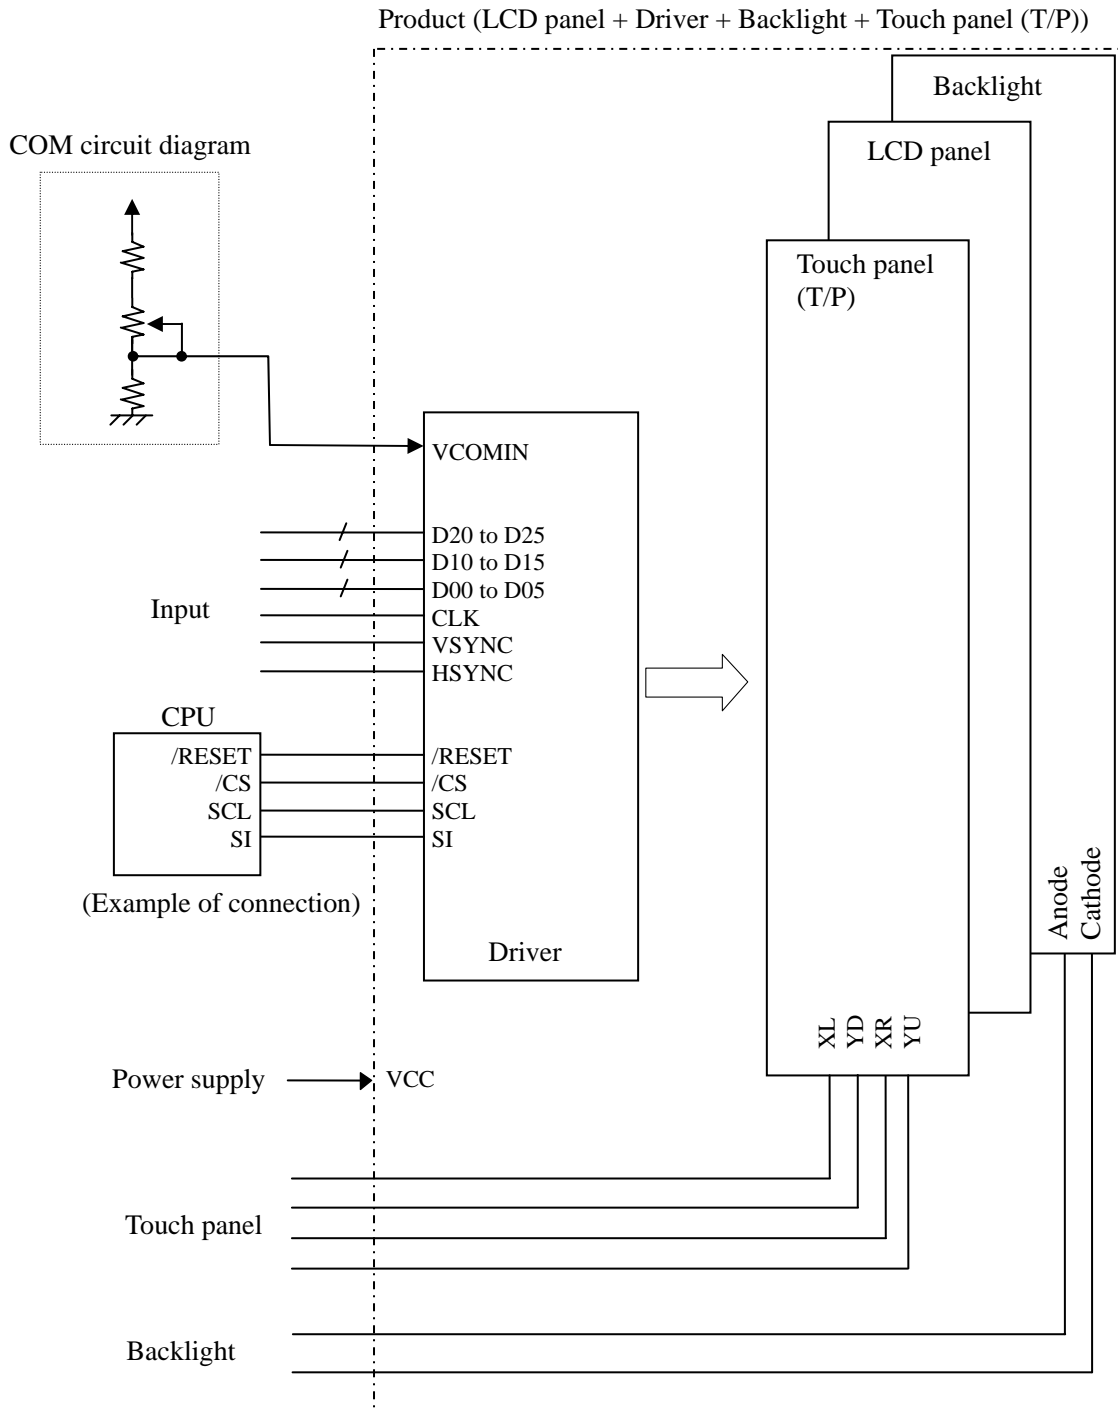 Product (LCD panel + Driver + Backlight + Touch panel (T/P))
Backlight
LCD panel
Touch panel
(T/P)
COM circuit diagram
VCOMIN
D20 to D25
D10 to D15
D00 to D05
CLK
VSYNC
HSYNC
Input
CPU
/RESET
/CS
SCL
SI
/RESET
/CS
SCL
SI
(Example of connection)
Driver
Anode
Cathode
XL
YD
XR
YU
Power supply
VCC
Touch panel
Backlight